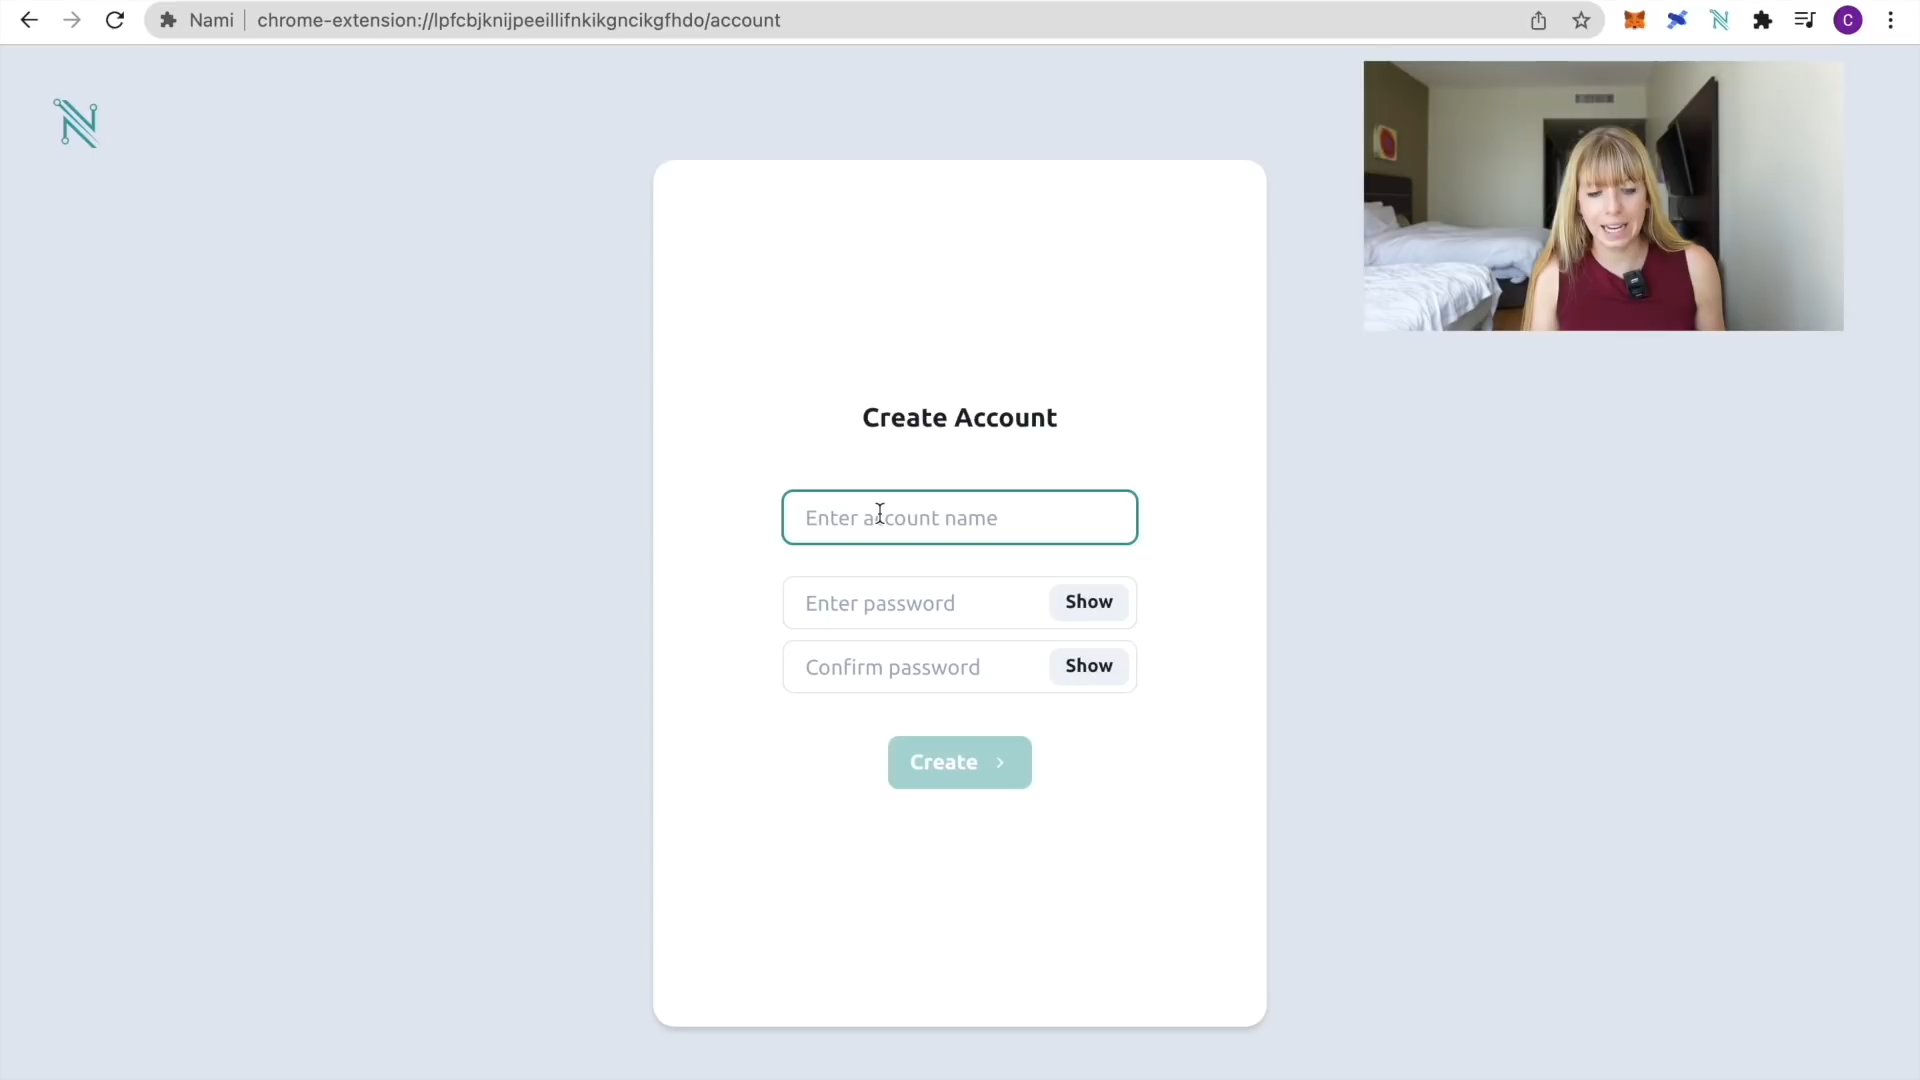 Nami
chrome-extension://lpfcbjknijpeeillifnkikgncikgfhdo/account
C
Create Account
Enter account name
Enter password
Show
Confirm password
Show
Create